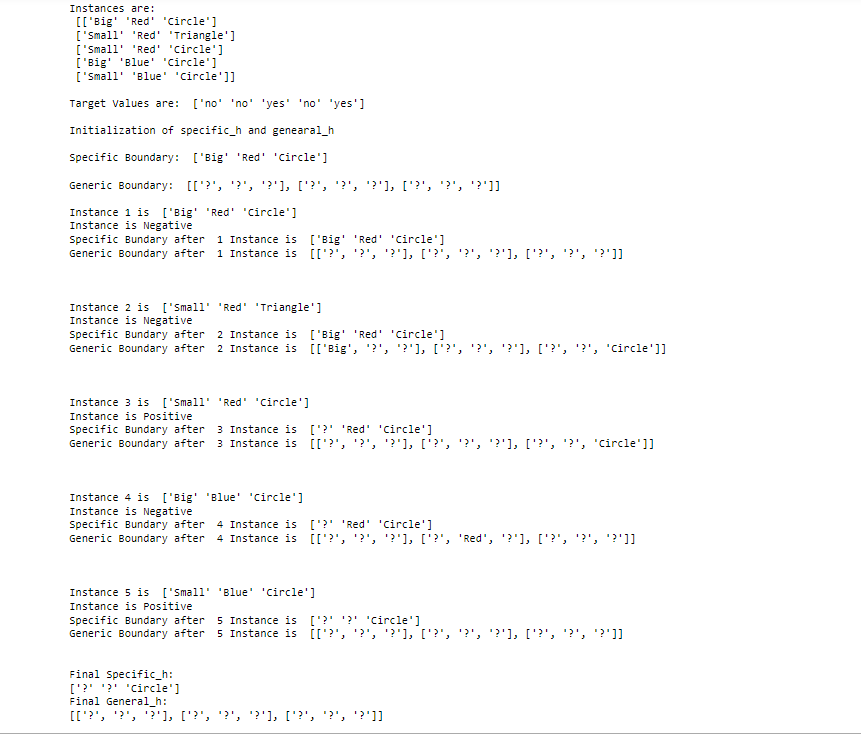 Instances are:
[['Big' 'Red' 'Circle']
['Small' 'Red' 'Triangle']
['Small' 'Red' 'Circle']
['Big' 'Blue' 'Circle']
['Small' 'Blue' 'Circle']]
Target Values are: ['no' 'no' 'yes' 'no' 'yes']
Initialization of specific_h and genearal_h
Specific Boundary: ['Big' 'Red' 'Circle']
Generic Boundary: [['?', '?', '?'], ['?', '?', '?'], ['?', '?', '?']]
Instance 1 is ['Big' 'Red' 'Circle']
Instance is Negative
Specific Bundary after 1 Instance is ['Big' 'Red' 'Circle']
Generic Boundary after 1 Instance is [['?', '?', '?'], ['?', '?', '?'], ['?', '?', '?']]
Instance 2 is ['Small' 'Red' 'Triangle']
Instance is Negative
Specific Bundary after 2 Instance is ['Big' 'Red' 'Circle']
Generic Boundary after 2 Instance is [['Big', '?', '?'], ['?', '?', '?'], ['?', '?', 'Circle']]
Instance 3 is ['Small' 'Red' 'Circle']
Instance is Positive
Specific Bundary after 3 Instance is ['?' 'Red' 'Circle']
Generic Boundary after 3 Instance is [['?', '?', '?'], ['?', '?', '?'], ['?', '?', 'Circle']]
Instance 4 is ['Big' 'Blue' 'Circle']
Instance is Negative
Specific Bundary after 4 Instance is ['?' 'Red' 'Circle']
Generic Boundary after 4 Instance is [['?', '?', '?'], ['?', 'Red', '?'], ['?', '?', '?']]
Instance 5 is ['Small' 'Blue' 'Circle']
Instance is Positive
Specific Bundary after 5 Instance is ['?' '?' 'Circle']
Generic Boundary after 5 Instance is [['?', '?', '?'], ['?', '?', '?'], ['?', '?', '?']]
Final Specific_h:
['?' '?' 'Circle']
Final General_h:
[['?', '?', '?'], ['?', '?', '?'], ['?', '?', '?']]